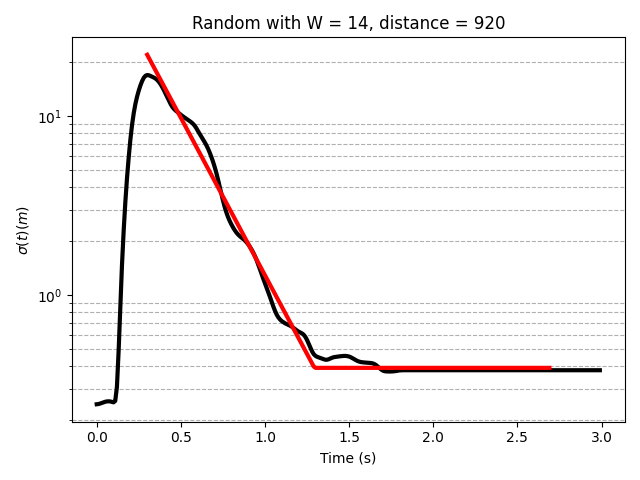 Random with W = 14, distance = 920
σ(t)(m)
10¹
10⁰
0.0 0.5 1.0 1.5 2.0 2.5 3.0
Time (s)